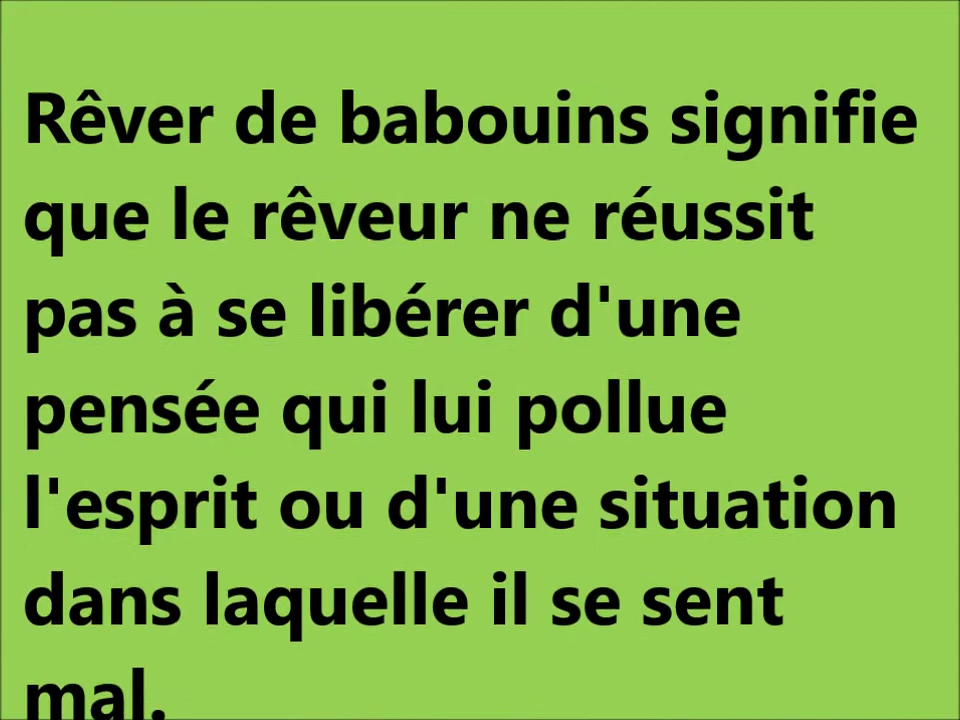 Rêver de babouins signifie
que le rêveur ne réussit
pas à se libérer d'une
pensée qui lui pollue
l'esprit ou d'une situation
dans laquelle il se sent
mal.